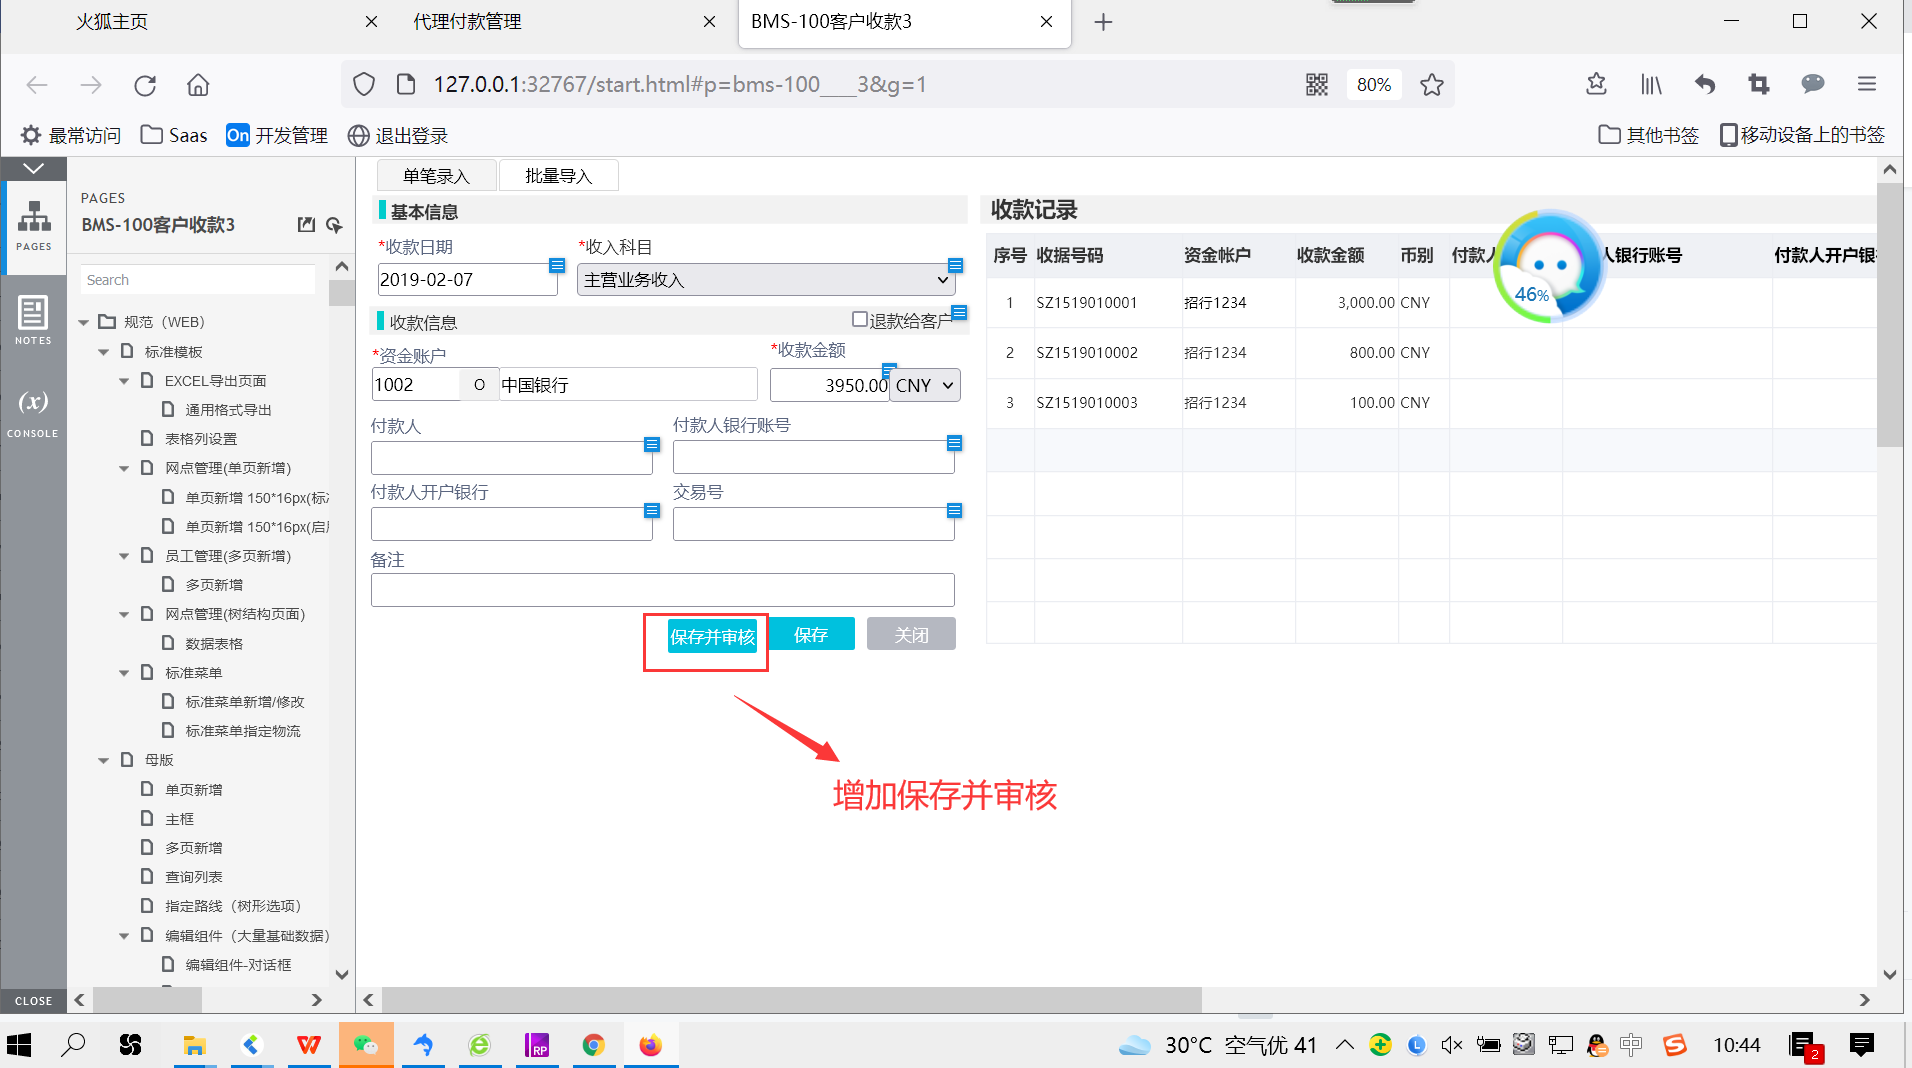 火狐主页
代理付款管理
BMS-100客户收款3
127.0.0.1:32767/start.html#p=bms-100___3&g=1
80%
最常访问
Saas
On 开发管理
退出登录
其他书签
移动设备上的书签
PAGES
NOTES
(x)
CONSOLE
CLOSE
PAGES
BMS-100客户收款3
Search
规范（WEB）
标准模板
EXCEL导出页面
通用格式导出
表格列设置
网点管理(单页新增)
单页新增 150*16px(标
单页新增 150*16px(启
员工管理(多页新增)
多页新增
网点管理(树结构页面)
数据表格
标准菜单
标准菜单新增/修改
标准菜单指定物流
母版
单页新增
主框
多页新增
查询列表
指定路线（树形选项）
编辑组件（大量基础数据）
编辑组件-对话框
单笔录入
批量导入
基本信息
*收款日期
*收入科目
2019-02-07
主营业务收入
收款信息
退款给客户
*资金账户
*收款金额
1002
O
中国银行
3950.00
CNY
付款人
付款人银行账号
付款人开户银行
交易号
备注
保存并审核
保存
关闭
增加保存并审核
收款记录
序号 收据号码 资金帐户 收款金额 币别 付款人 人银行账号 付款人开户银
1 SZ1519010001 招行1234 3,000.00 CNY
2 SZ1519010002 招行1234 800.00 CNY
3 SZ1519010003 招行1234 100.00 CNY
46%
RP
30°C 空气优 41
中
10:44
2